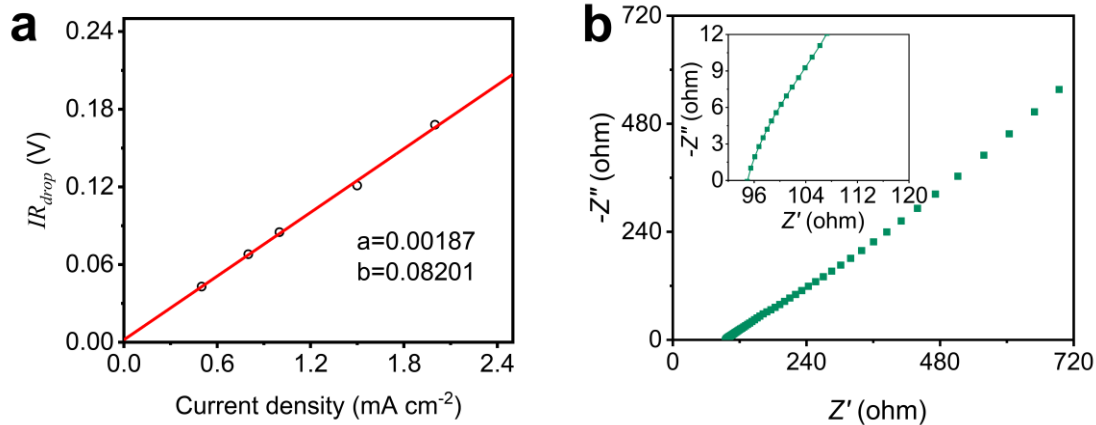 a
0.24
0.18
0.12
0.06
0.00
IR_drop (V)
a=0.00187
b=0.08201
0.0
0.6
1.2
1.8
2.4
Current density (mA cm⁻²)
b
720
480
240
0
-Z″ (ohm)
12
9
6
3
0
-Z″ (ohm)
96
104
112
120
Z′ (ohm)
0
240
480
720
Z′ (ohm)